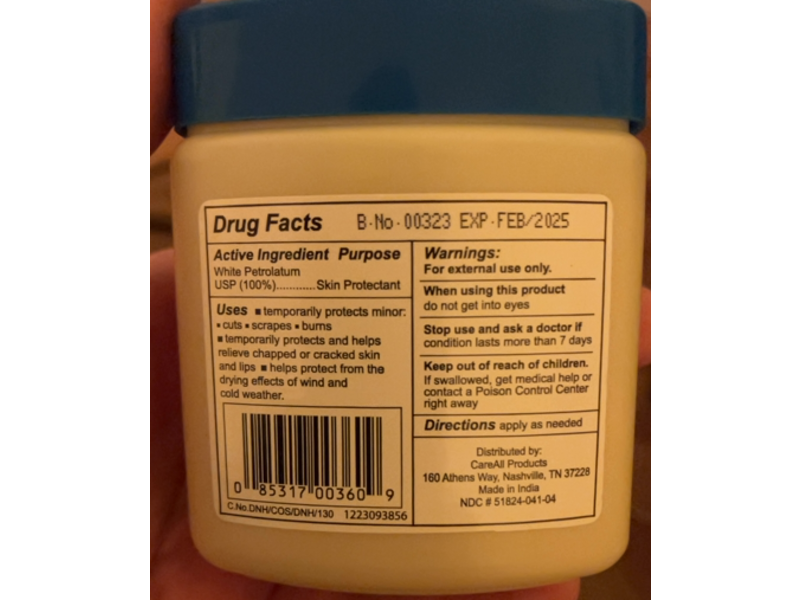 Drug Facts B·No·00323 EXP·FEB/2025
Active Ingredient Purpose
White Petrolatum
USP (100%)............Skin Protectant
Uses ■ temporarily protects minor:
▪ cuts ▪ scrapes ▪ burns
■ temporarily protects and helps
relieve chapped or cracked skin
and lips ■ helps protect from the
drying effects of wind and
cold weather.
0 85317 00360 9
C.No.DNH/COS/DNH/130 1223093856
Warnings:
For external use only.
When using this product
do not get into eyes
Stop use and ask a doctor if
condition lasts more than 7 days
Keep out of reach of children.
If swallowed, get medical help or
contact a Poison Control Center
right away
Directions apply as needed
Distributed by:
CareAll Products
160 Athens Way, Nashville, TN 37228
Made in India
NDC # 51824-041-04